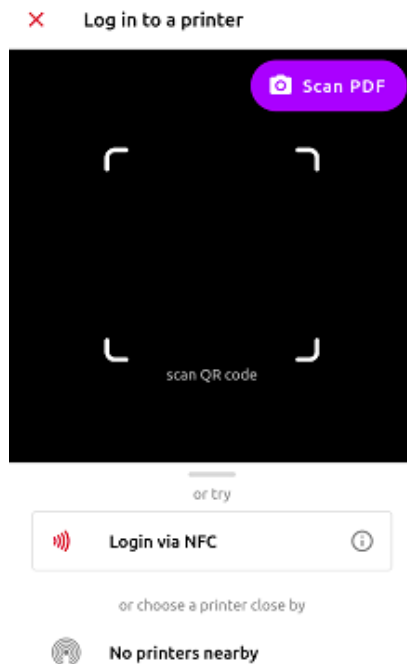 Log in to a printer
Scan PDF
scan QR code
or try
Login via NFC
or choose a printer close by
No printers nearby